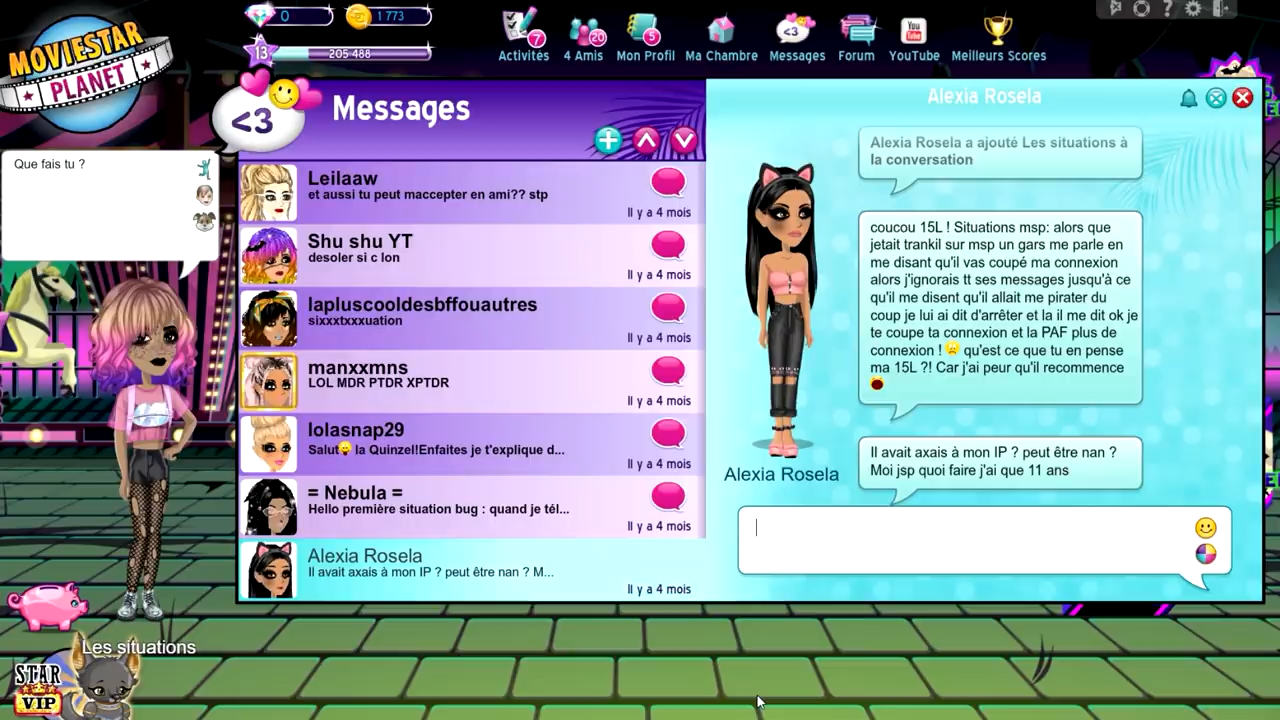 MOVIESTAR
PLANET
0
1 773
13
205 488
7
20
5
<3
Activités
4 Amis
Mon Profil
Ma Chambre
Messages
Forum
YouTube
Meilleur Scores
You
Tube
Que fais tu ?
<3
Messages
Leilaaw
et aussi tu peut maccepter en ami?? stp
Il y a 4 mois
Shu shu YT
desoler si c lon
Il y a 4 mois
lapluscooldesbffouautres
sixxxtxxxuation
Il y a 4 mois
manxxmns
LOL MDR PTDR XPTDR
Il y a 4 mois
lolasnap29
Salut la Quinzel!Enfaites je t'explique d...
Il y a 4 mois
= Nebula =
Hello première situation bug : quand je tél...
Il y a 4 mois
Alexia Rosela
Il avait axais à mon IP ? peut être nan ? M...
Il y a 4 mois
Alexia Rosela
Alexia Rosela a ajouté Les situations à
la conversation
coucou 15L ! Situations msp: alors que
jetait trankil sur msp un gars me parle en
me disant qu'il vas coupé ma connexion
alors j'ignorais tt ses messages jusqu'à ce
qu'il me disent qu'il allait me pirater du
coup je lui ai dit d'arrêter et la il me dit ok je
te coupe ta connexion et la PAF plus de
connexion ! qu'est ce que tu en pense
ma 15L ?! Car j'ai peur qu'il recommence
Il avait axais à mon IP ? peut être nan ?
Moi jsp quoi faire j'ai que 11 ans
Alexia Rosela
Les situations
STAR
VIP